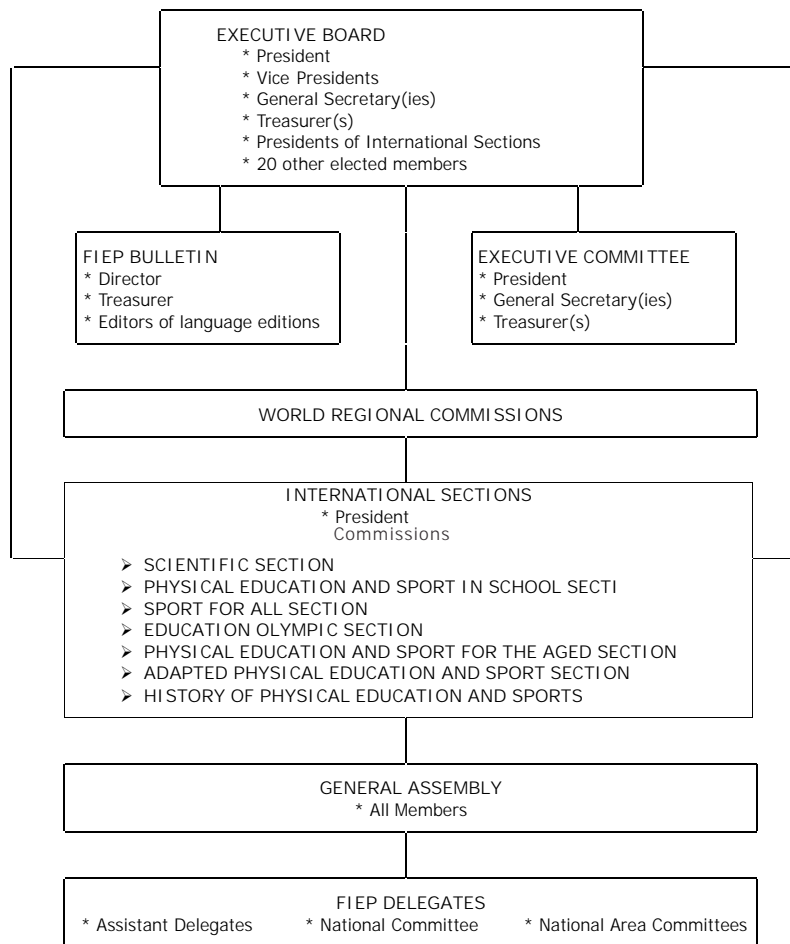 EXECUTIVE BOARD
* President
* Vice Presidents
* General Secretary(ies)
* Treasurer(s)
* Presidents of International Sections
* 20 other elected members
FIEP BULLETIN
* Director
* Treasurer
* Editors of language editions
EXECUTIVE COMMITTEE
* President
* General Secretary(ies)
* Treasurer(s)
WORLD REGIONAL COMMISSIONS
INTERNATIONAL SECTIONS
* President
Commissions
➢ SCIENTIFIC SECTION
➢ PHYSICAL EDUCATION AND SPORT IN SCHOOL SECTI
➢ SPORT FOR ALL SECTION
➢ EDUCATION OLYMPIC SECTION
➢ PHYSICAL EDUCATION AND SPORT FOR THE AGED SECTION
➢ ADAPTED PHYSICAL EDUCATION AND SPORT SECTION
➢ HISTORY OF PHYSICAL EDUCATION AND SPORTS
GENERAL ASSEMBLY
* All Members
FIEP DELEGATES
* Assistant Delegates * National Committee * National Area Committees